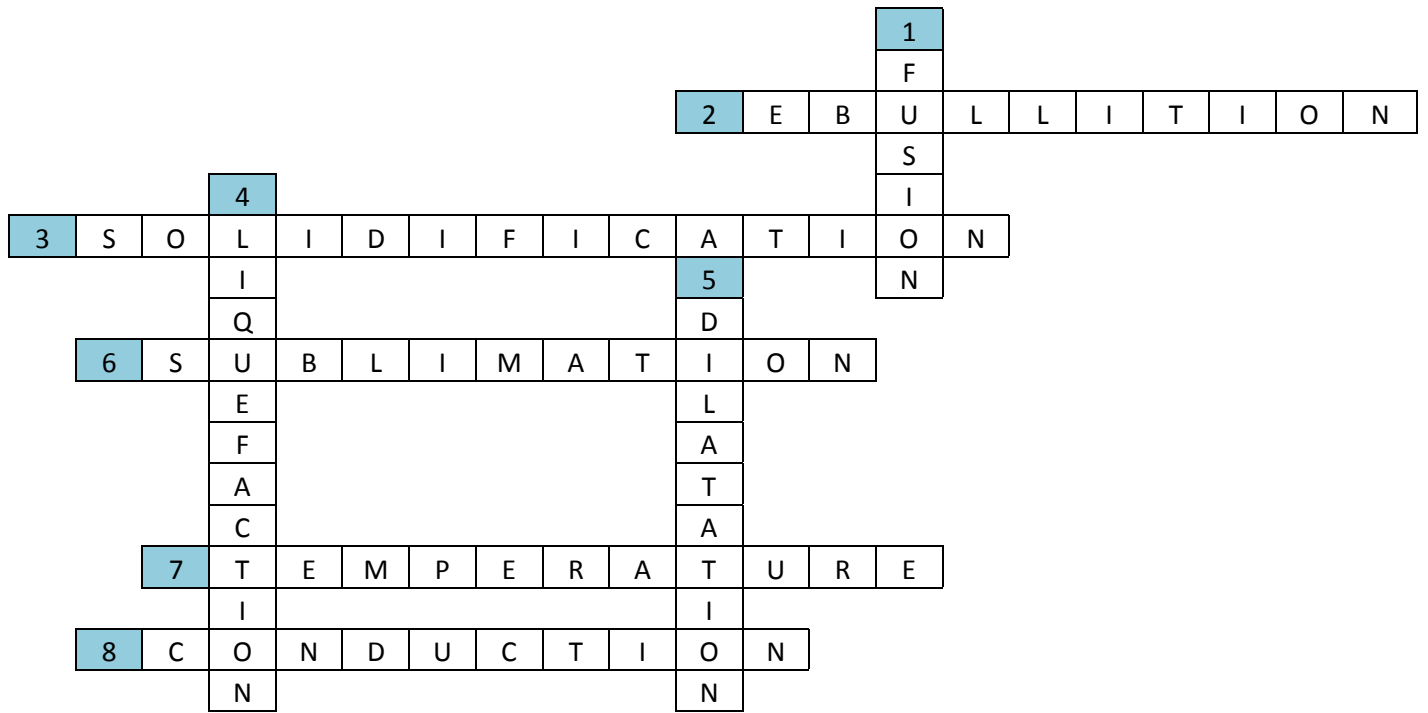 1
F
2 E B U L L I T I O N
S
4 I
3 S O L I D I F I C A T I O N
I 5 N
Q D
6 S U B L I M A T I O N
E L
F A
A T
C A
7 T E M P E R A T U R E
I I
8 C O N D U C T I O N
N N